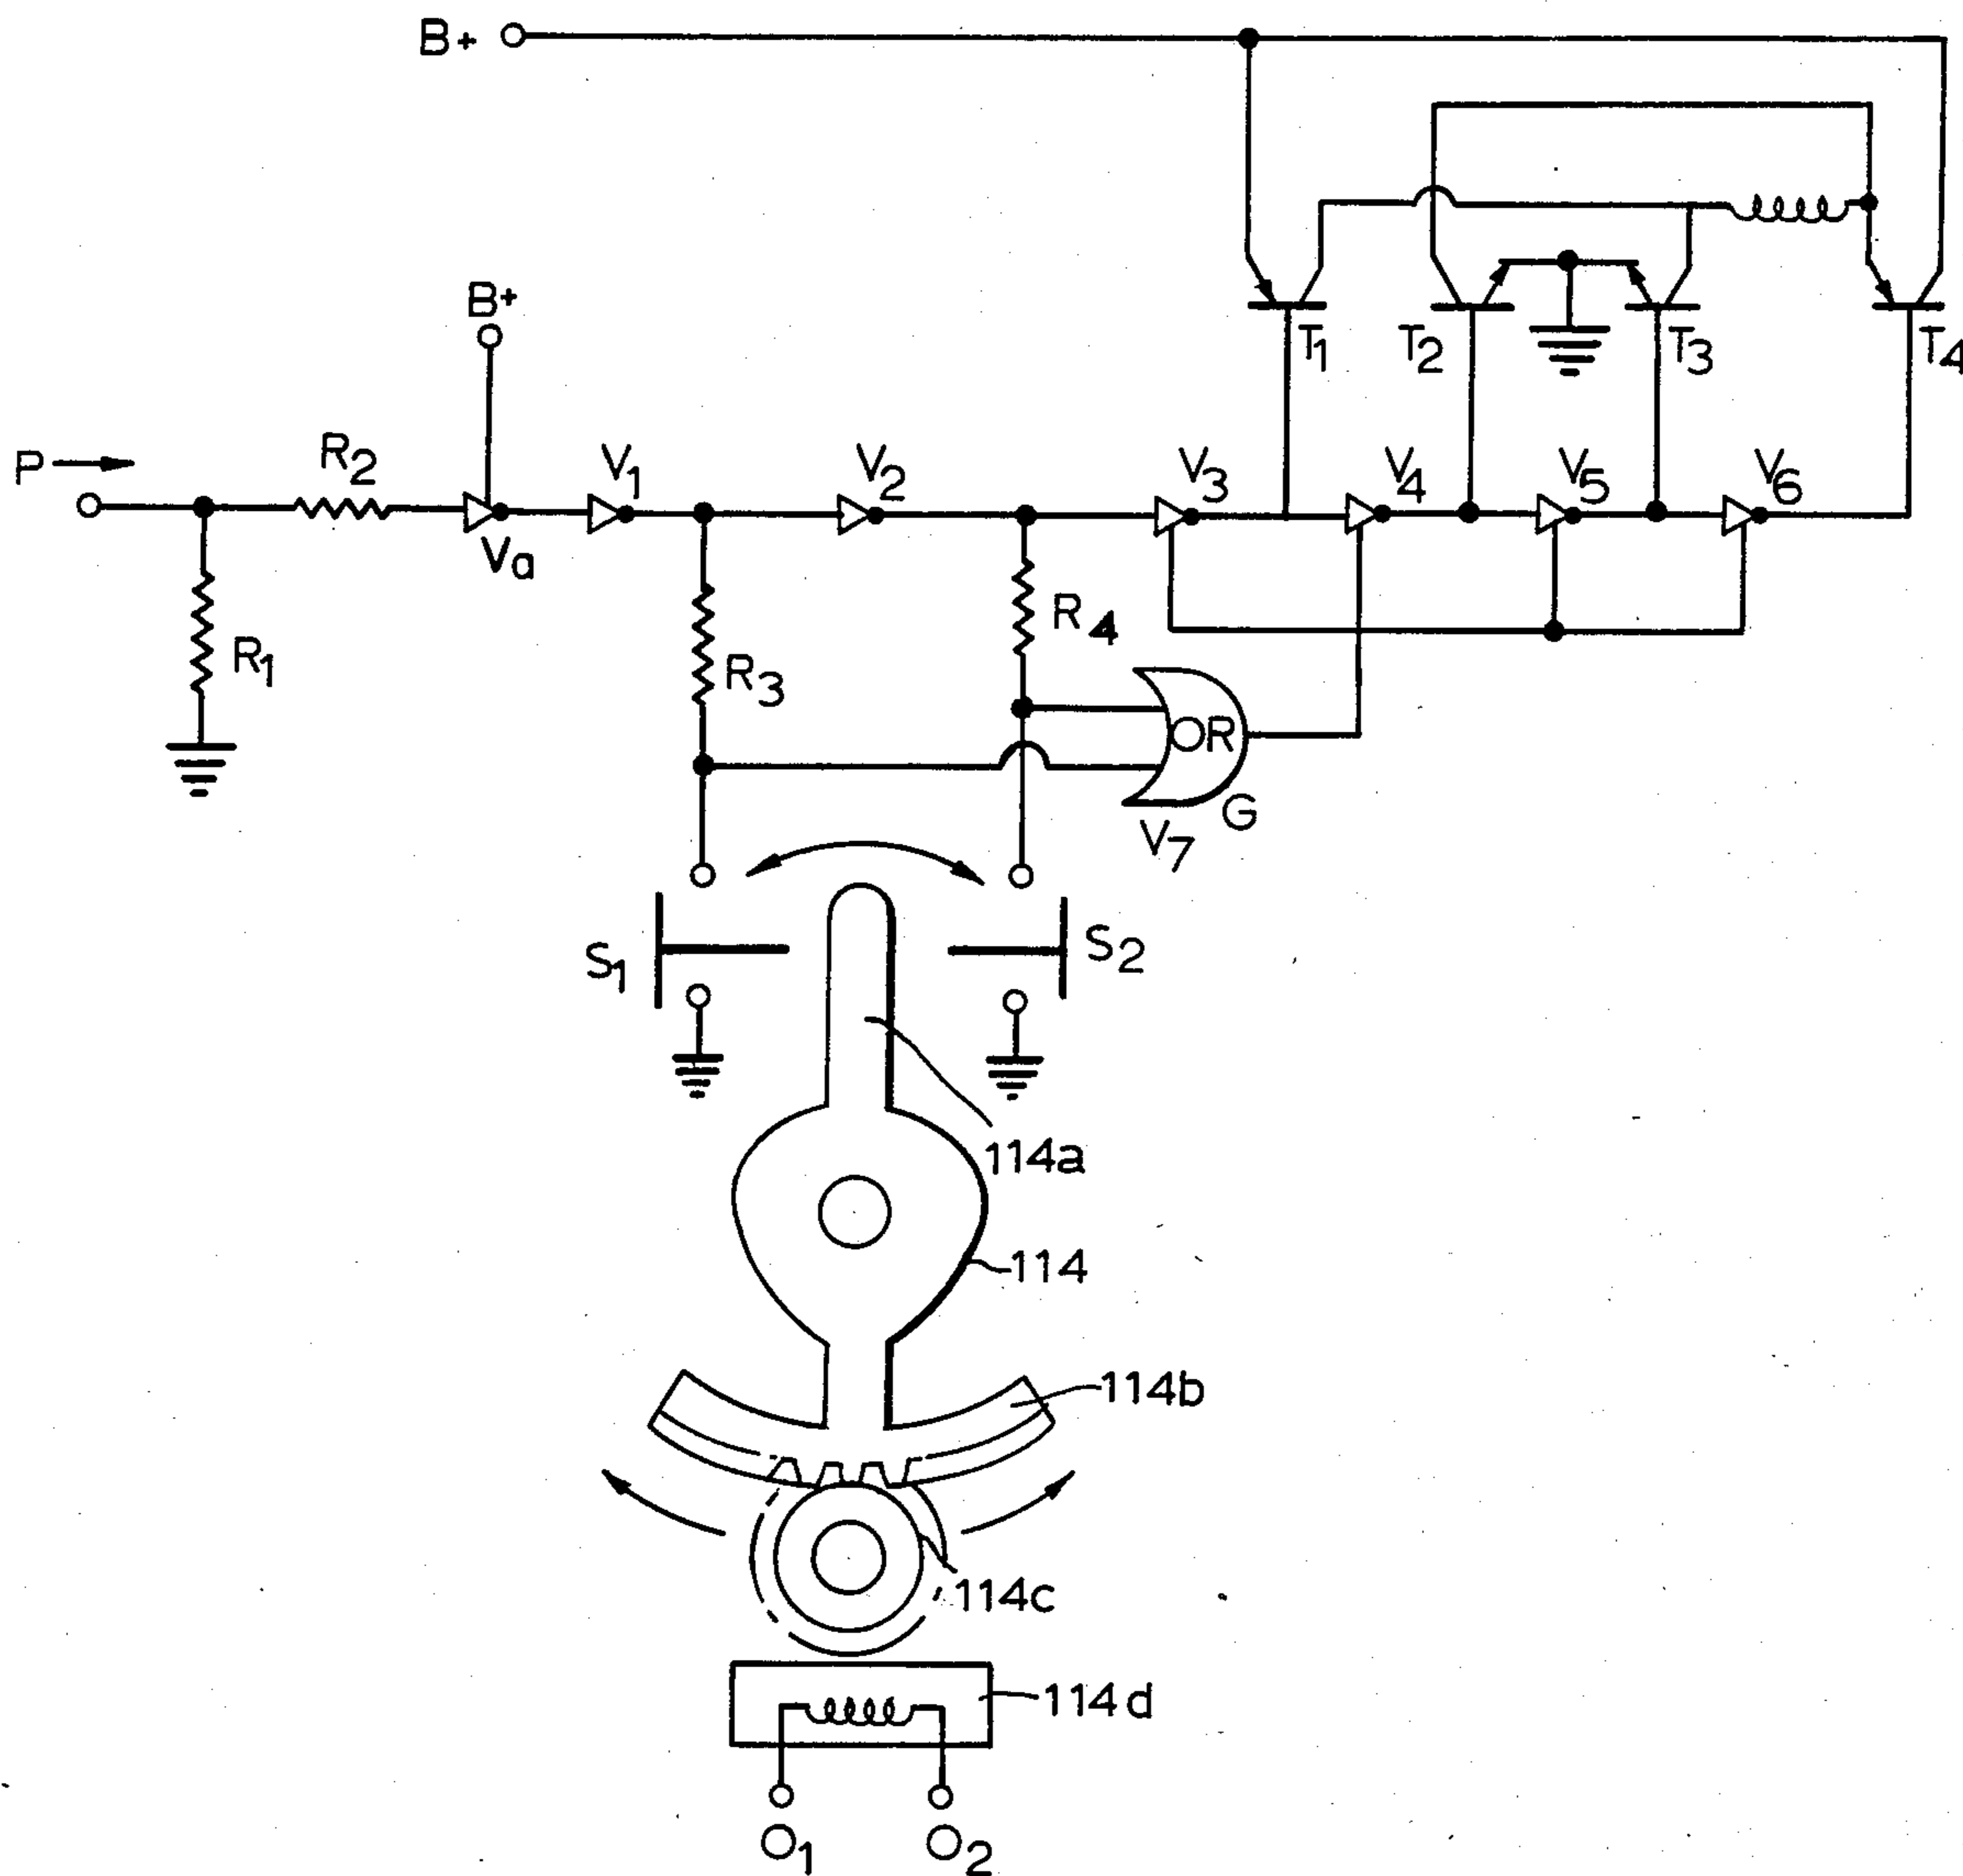 B+
B+
P
R2
V1
V2
V3
V4
V5
V6
T1
T2
T3
T4
Va
R1
R3
R4
OR
G
V7
S1
S2
114a
114
114b
114c
114d
O1
O2